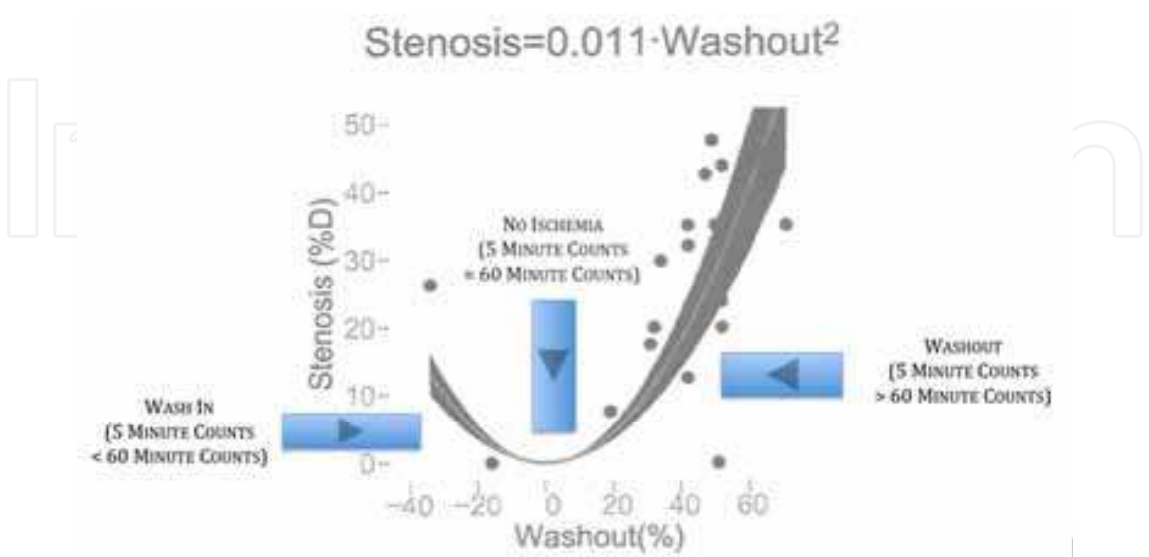 Stenosis=0.011·Washout²
50-
40-
30-
20-
10-
0-
Stenosis (%D)
NO ISCHEMIA
(5 MINUTE COUNTS
= 60 MINUTE COUNTS)
WASHOUT
(5 MINUTE COUNTS
> 60 MINUTE COUNTS)
WASH IN
(5 MINUTE COUNTS
< 60 MINUTE COUNTS)
−40 −20 0 20 40 60
Washout(%)